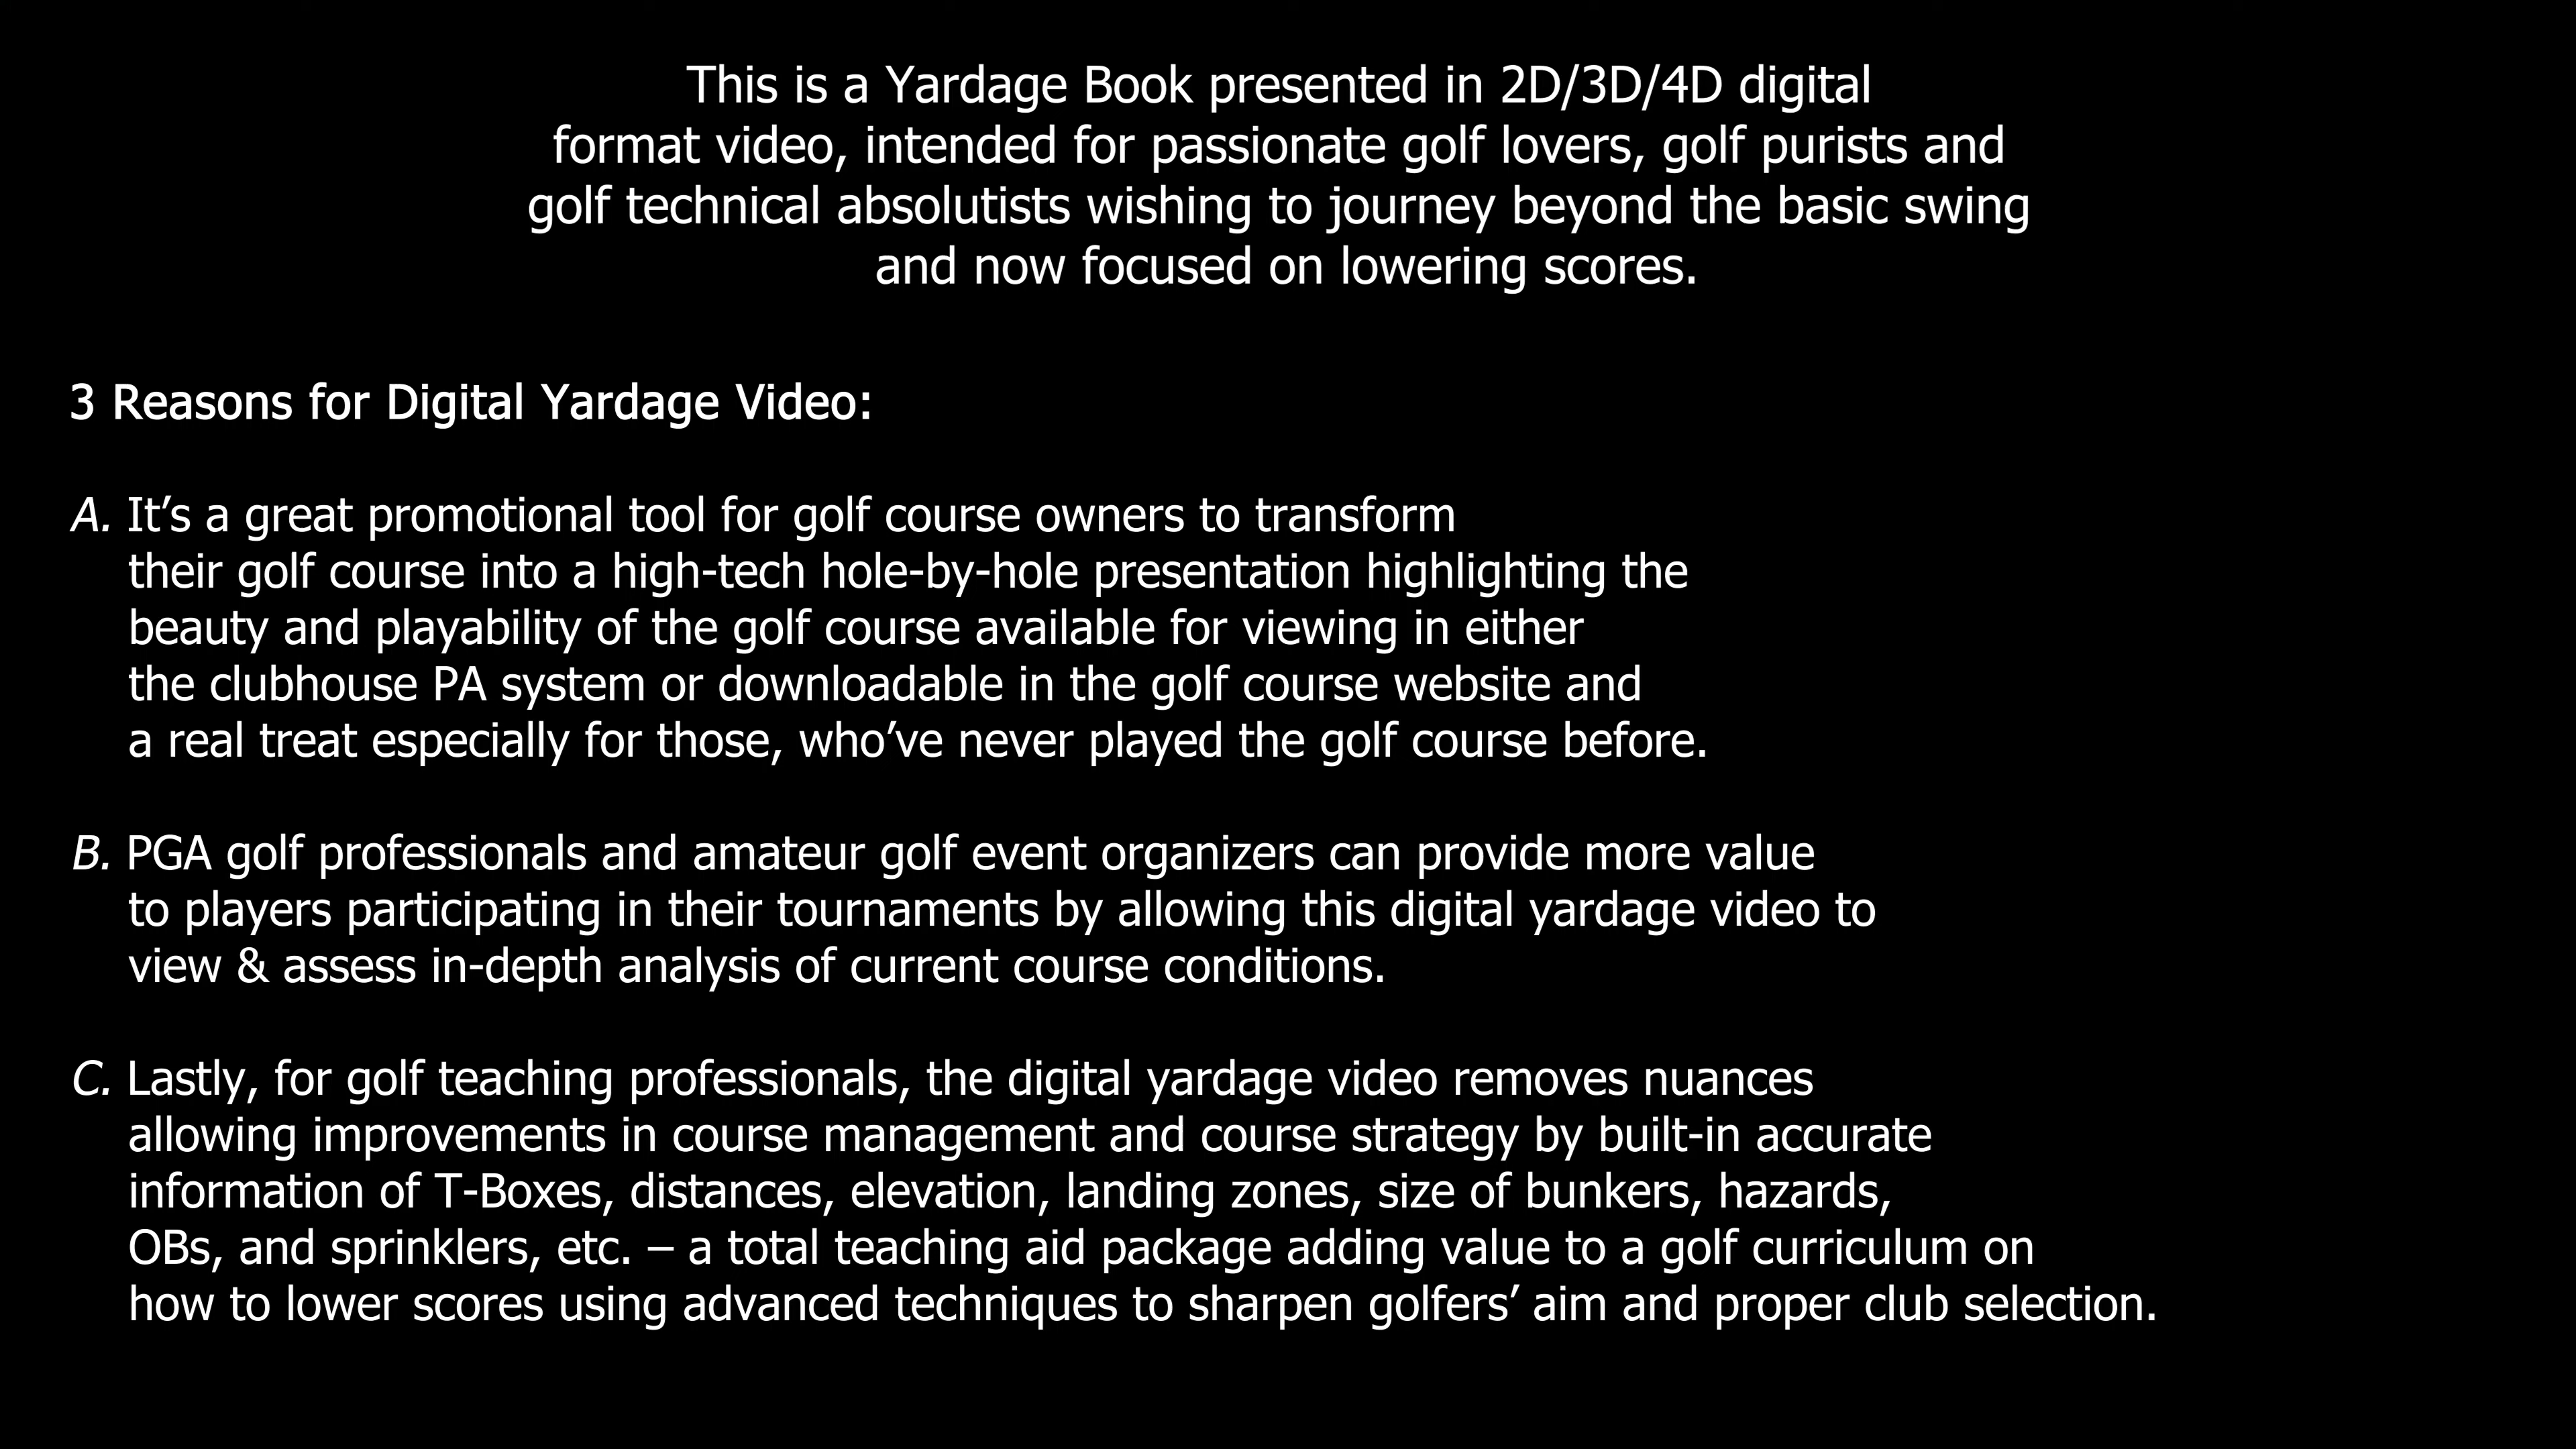 This is a Yardage Book presented in 2D/3D/4D digital
format video, intended for passionate golf lovers, golf purists and
golf technical absolutists wishing to journey beyond the basic swing
and now focused on lowering scores.
3 Reasons for Digital Yardage Video:
A. It’s a great promotional tool for golf course owners to transform
their golf course into a high-tech hole-by-hole presentation highlighting the
beauty and playability of the golf course available for viewing in either
the clubhouse PA system or downloadable in the golf course website and
a real treat especially for those, who’ve never played the golf course before.
B. PGA golf professionals and amateur golf event organizers can provide more value
to players participating in their tournaments by allowing this digital yardage video to
view & assess in-depth analysis of current course conditions.
C. Lastly, for golf teaching professionals, the digital yardage video removes nuances
allowing improvements in course management and course strategy by built-in accurate
information of T-Boxes, distances, elevation, landing zones, size of bunkers, hazards,
OBs, and sprinklers, etc. – a total teaching aid package adding value to a golf curriculum on
how to lower scores using advanced techniques to sharpen golfers’ aim and proper club selection.